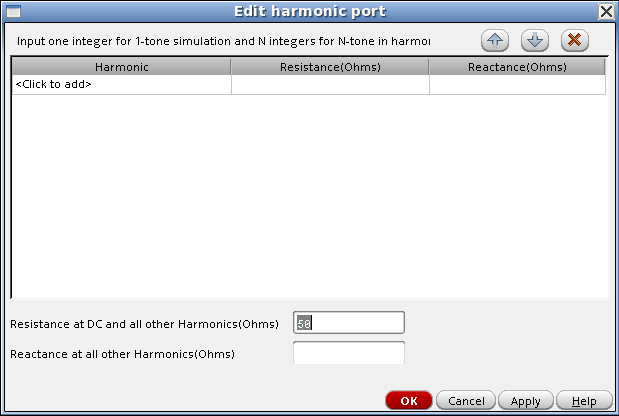 Edit harmonic port
Input one integer for 1-tone simulation and N integers for N-tone in harmo
Harmonic Resistance(Ohms) Reactance(Ohms)
<Click to add>
Resistance at DC and all other Harmonics(Ohms) 50
Reactance at all other Harmonics(Ohms)
OK Cancel Apply Help